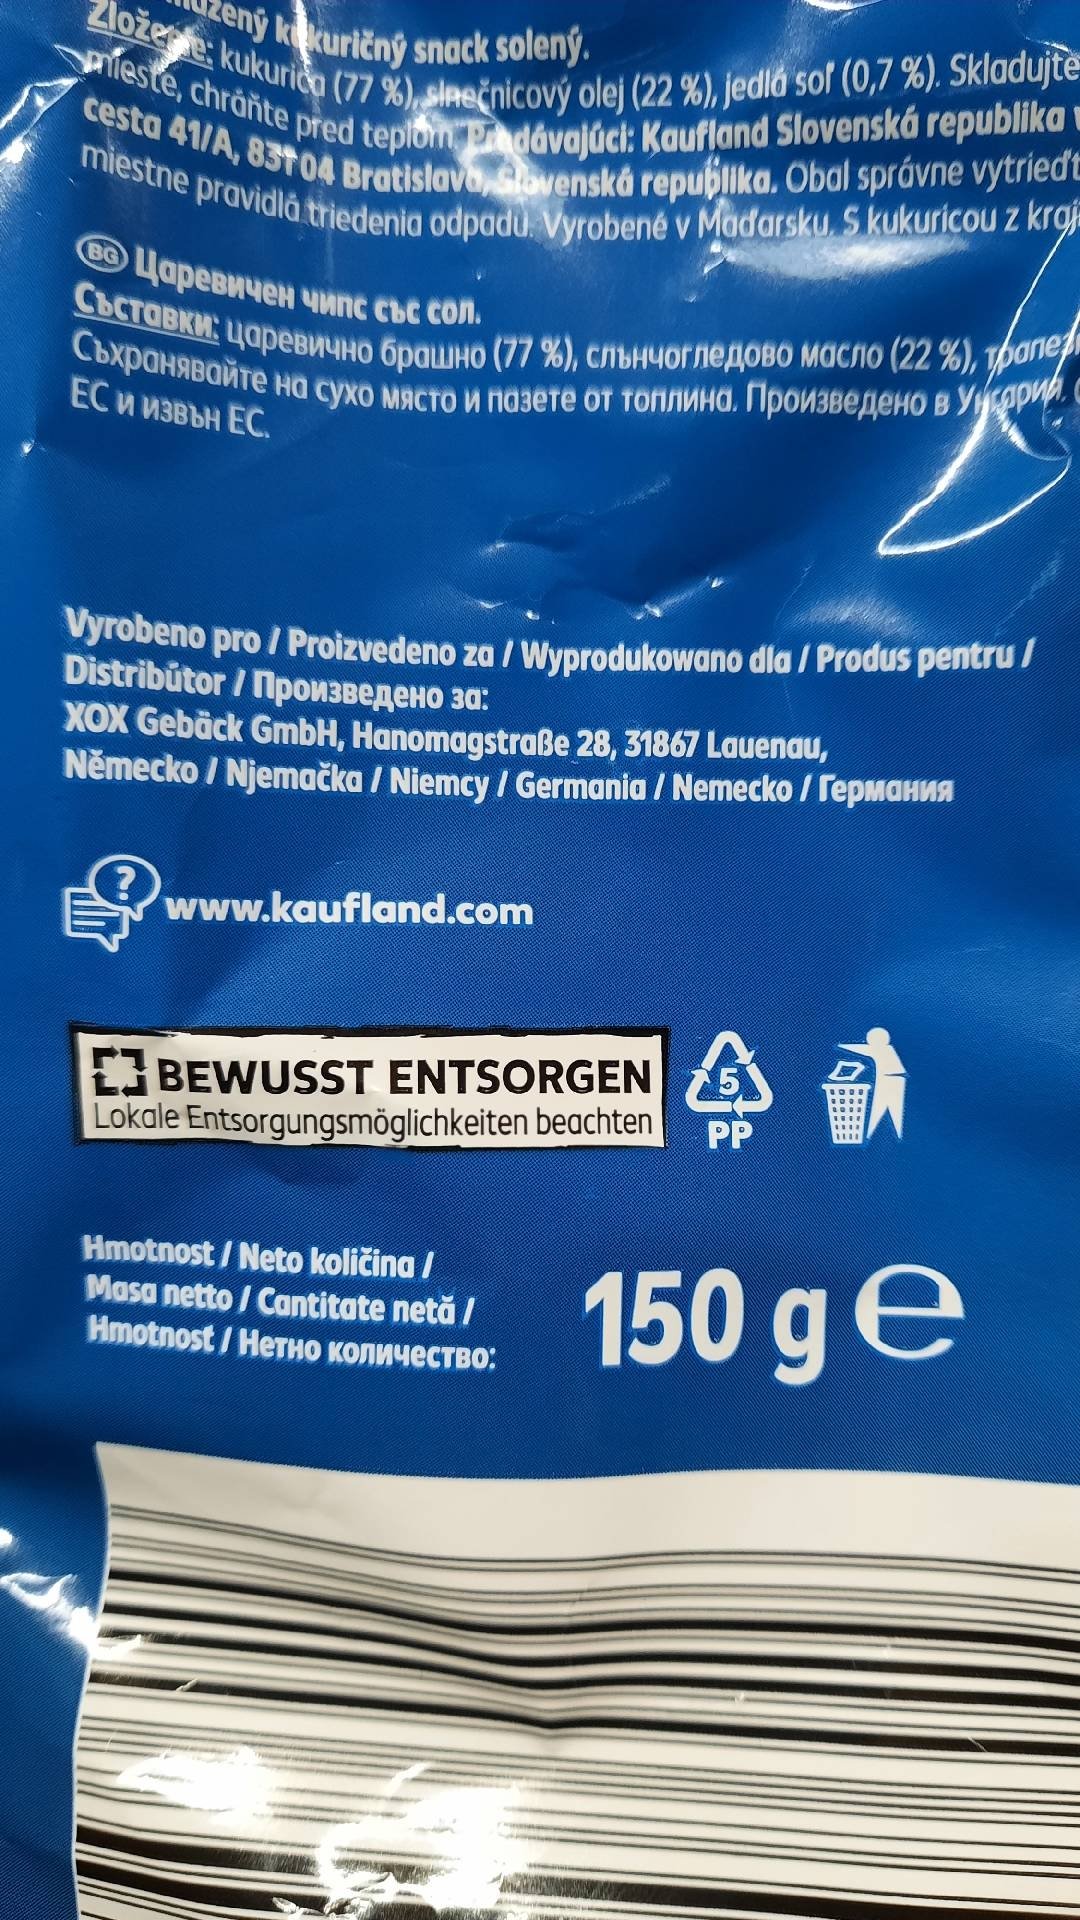 kukuričný snack solený.
Zloženie: kukurica (77 %), slnečnicový olej (22 %), jedlá soľ (0,7 %). Skladujte
mieste, chráňte pred teplom. Predávajúci: Kaufland Slovenská republika
cesta 41/A, 831 04 Bratislava, Slovenská republika. Obal správne vytrieďt
miestne pravidlá triedenia odpadu. Vyrobené v Maďarsku. S kukuricou z
BG Царевичен чипс със сол.
Съставки: царевично брашно (77 %), слънчогледово масло (22 %),
Съхранявайте на сухо място и пазете от топлина. Произведено в Унгария.
ЕС и извън ЕС.
Vyrobeno pro / Proizvedeno za / Wyprodukowano dla / Produs pentru /
Distribútor / Произведено за:
XOX Gebäck GmbH, Hanomagstraße 28, 31867 Lauenau,
Německo / Njemačka / Niemcy / Germania / Nemecko / Германия
?
www.kaufland.com
BEWUSST ENTSORGEN
Lokale Entsorgungsmöglichkeiten beachten
5
PP
Hmotnost / Neto količina /
Masa netto / Cantitate netă /
Hmotnosť / Нетно количество:
150 g e